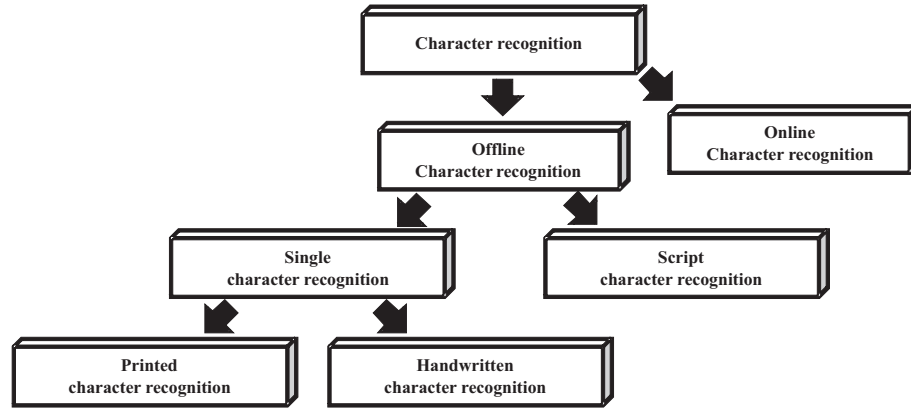 Character recognition
Offline
Character recognition
Online
Character recognition
Single
character recognition
Script
character recognition
Printed
character recognition
Handwritten
character recognition